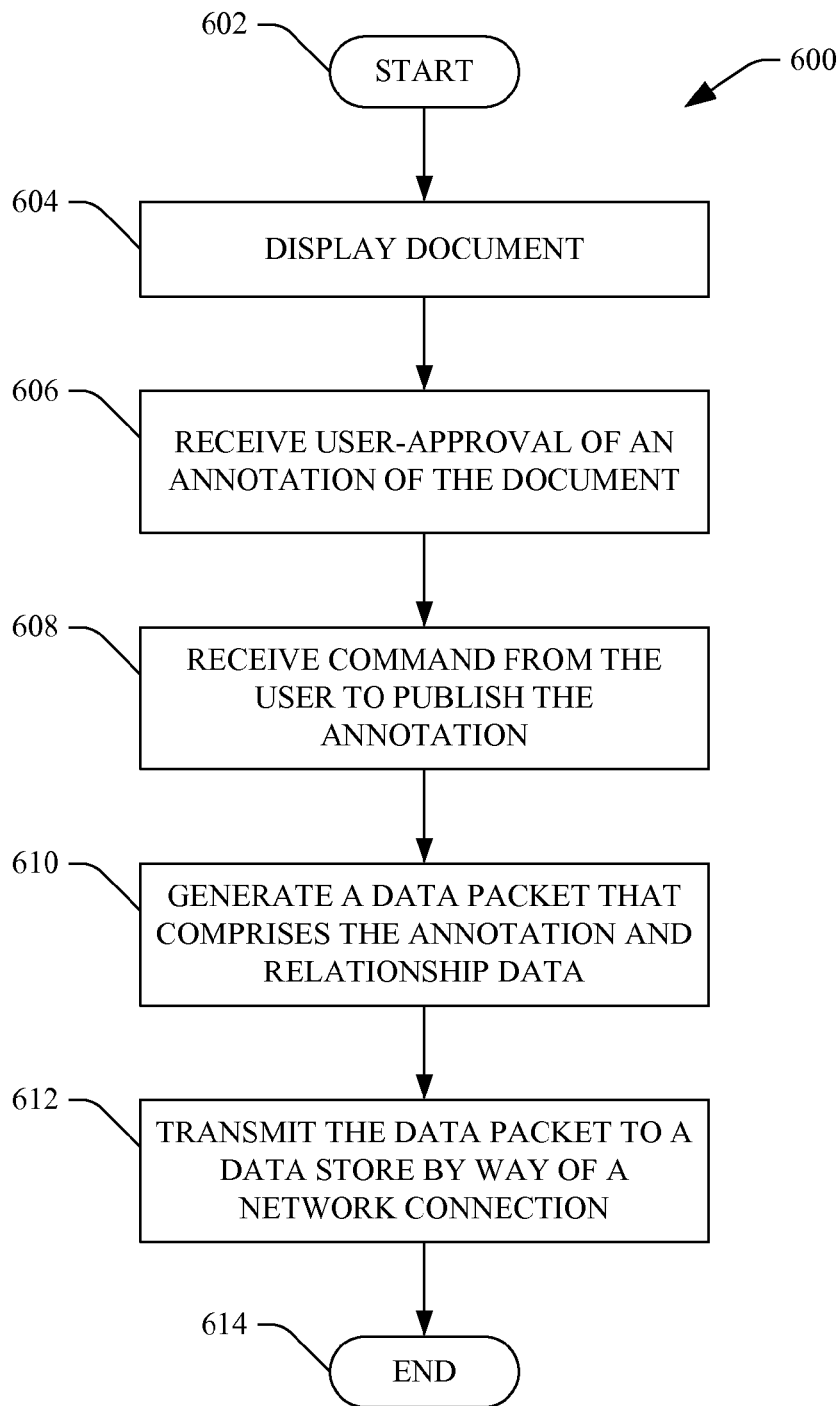 602
START
600
604
DISPLAY DOCUMENT
606
RECEIVE USER-APPROVAL OF AN
ANNOTATION OF THE DOCUMENT
608
RECEIVE COMMAND FROM THE
USER TO PUBLISH THE
ANNOTATION
610
GENERATE A DATA PACKET THAT
COMPRISES THE ANNOTATION AND
RELATIONSHIP DATA
612
TRANSMIT THE DATA PACKET TO A
DATA STORE BY WAY OF A
NETWORK CONNECTION
614
END